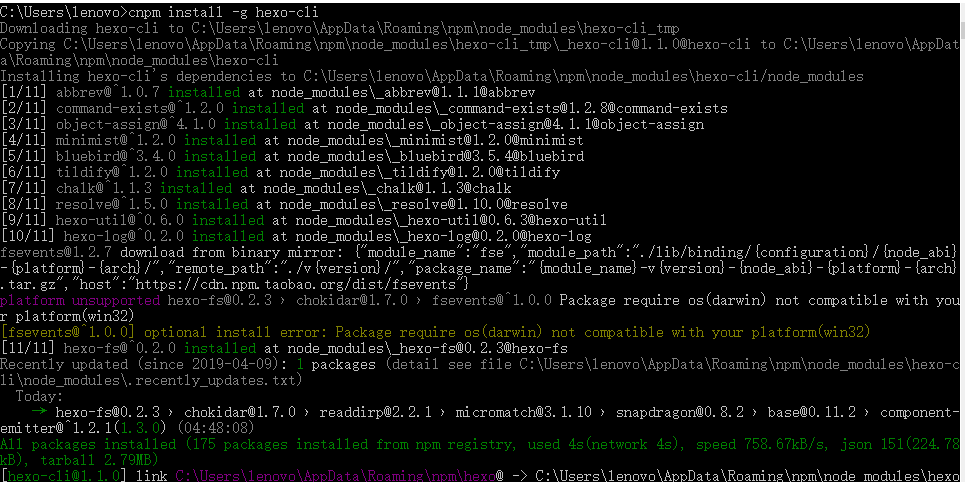 C:\Users\lenovo>cnpm install -g hexo-cli
Downloading hexo-cli to C:\Users\lenovo\AppData\Roaming\npm\node_modules\hexo-cli_tmp
Copying C:\Users\lenovo\AppData\Roaming\npm\node_modules\hexo-cli_tmp\_hexo-cli@1.1.0@hexo-cli to C:\Users\lenovo\AppDat
a\Roaming\npm\node_modules\hexo-cli
Installing hexo-cli's dependencies to C:\Users\lenovo\AppData\Roaming\npm\node_modules\hexo-cli/node_modules
[1/11] abbrev@^1.0.7 installed at node_modules\_abbrev@1.1.1@abbrev
[2/11] command-exists@^1.2.0 installed at node_modules\_command-exists@1.2.8@command-exists
[3/11] object-assign@^4.1.0 installed at node_modules\_object-assign@4.1.1@object-assign
[4/11] minimist@^1.2.0 installed at node_modules\_minimist@1.2.0@minimist
[5/11] bluebird@^3.4.0 installed at node_modules\_bluebird@3.5.4@bluebird
[6/11] tildify@^1.2.0 installed at node_modules\_tildify@1.2.0@tildify
[7/11] chalk@^1.1.3 installed at node_modules\_chalk@1.1.3@chalk
[8/11] resolve@^1.5.0 installed at node_modules\_resolve@1.10.0@resolve
[9/11] hexo-util@^0.6.0 installed at node_modules\_hexo-util@0.6.3@hexo-util
[10/11] hexo-log@^0.2.0 installed at node_modules\_hexo-log@0.2.0@hexo-log
fsevents@1.2.7 download from binary mirror: {"module_name":"fse","module_path":"./lib/binding/{configuration}/{node_abi}
-{platform}-{arch}/","remote_path":"./v{version}/","package_name":"{module_name}-v{version}-{node_abi}-{platform}-{arch}
.tar.gz","host":"https://cdn.npm.taobao.org/dist/fsevents"}
platform unsupported hexo-fs@0.2.3 › chokidar@1.7.0 › fsevents@^1.0.0 Package require os(darwin) not compatible with you
r platform(win32)
[fsevents@^1.0.0] optional install error: Package require os(darwin) not compatible with your platform(win32)
[11/11] hexo-fs@^0.2.0 installed at node_modules\_hexo-fs@0.2.3@hexo-fs
Recently updated (since 2019-04-09): 1 packages (detail see file C:\Users\lenovo\AppData\Roaming\npm\node_modules\hexo-c
li\node_modules\.recently_updates.txt)
Today:
→ hexo-fs@0.2.3 › chokidar@1.7.0 › readdirp@2.2.1 › micromatch@3.1.10 › snapdragon@0.8.2 › base@0.11.2 › component-
emitter@^1.2.1(1.3.0) (04:48:08)
All packages installed (175 packages installed from npm registry, used 4s(network 4s), speed 758.67kB/s, json 151(224.78
kB), tarball 2.79MB)
[hexo-cli@1.1.0] link C:\Users\lenovo\AppData\Roaming\npm\hexo@ -> C:\Users\lenovo\AppData\Roaming\npm\node_modules\hexo